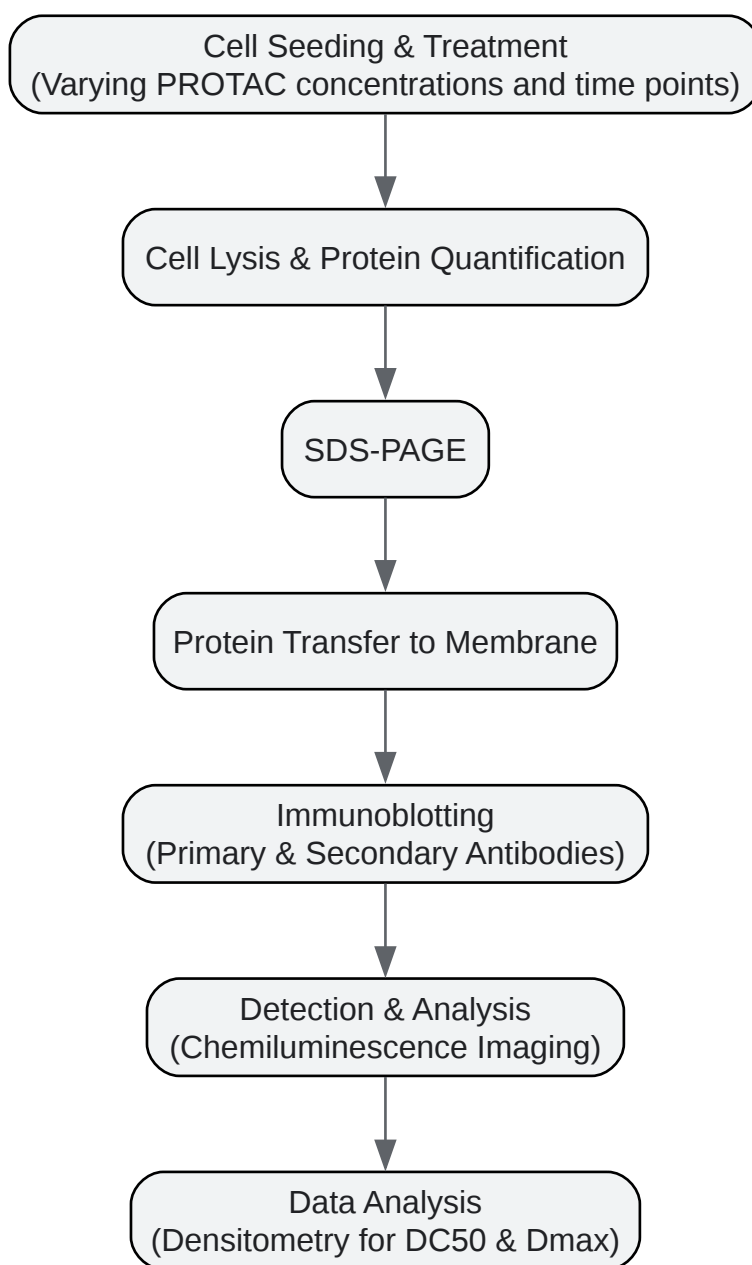 Cell Seeding & Treatment
(Varying PROTAC concentrations and time points)
Cell Lysis & Protein Quantification
SDS-PAGE
Protein Transfer to Membrane
Immunoblotting
(Primary & Secondary Antibodies)
Detection & Analysis
(Chemiluminescence Imaging)
Data Analysis
(Densitometry for DC50 & Dmax)